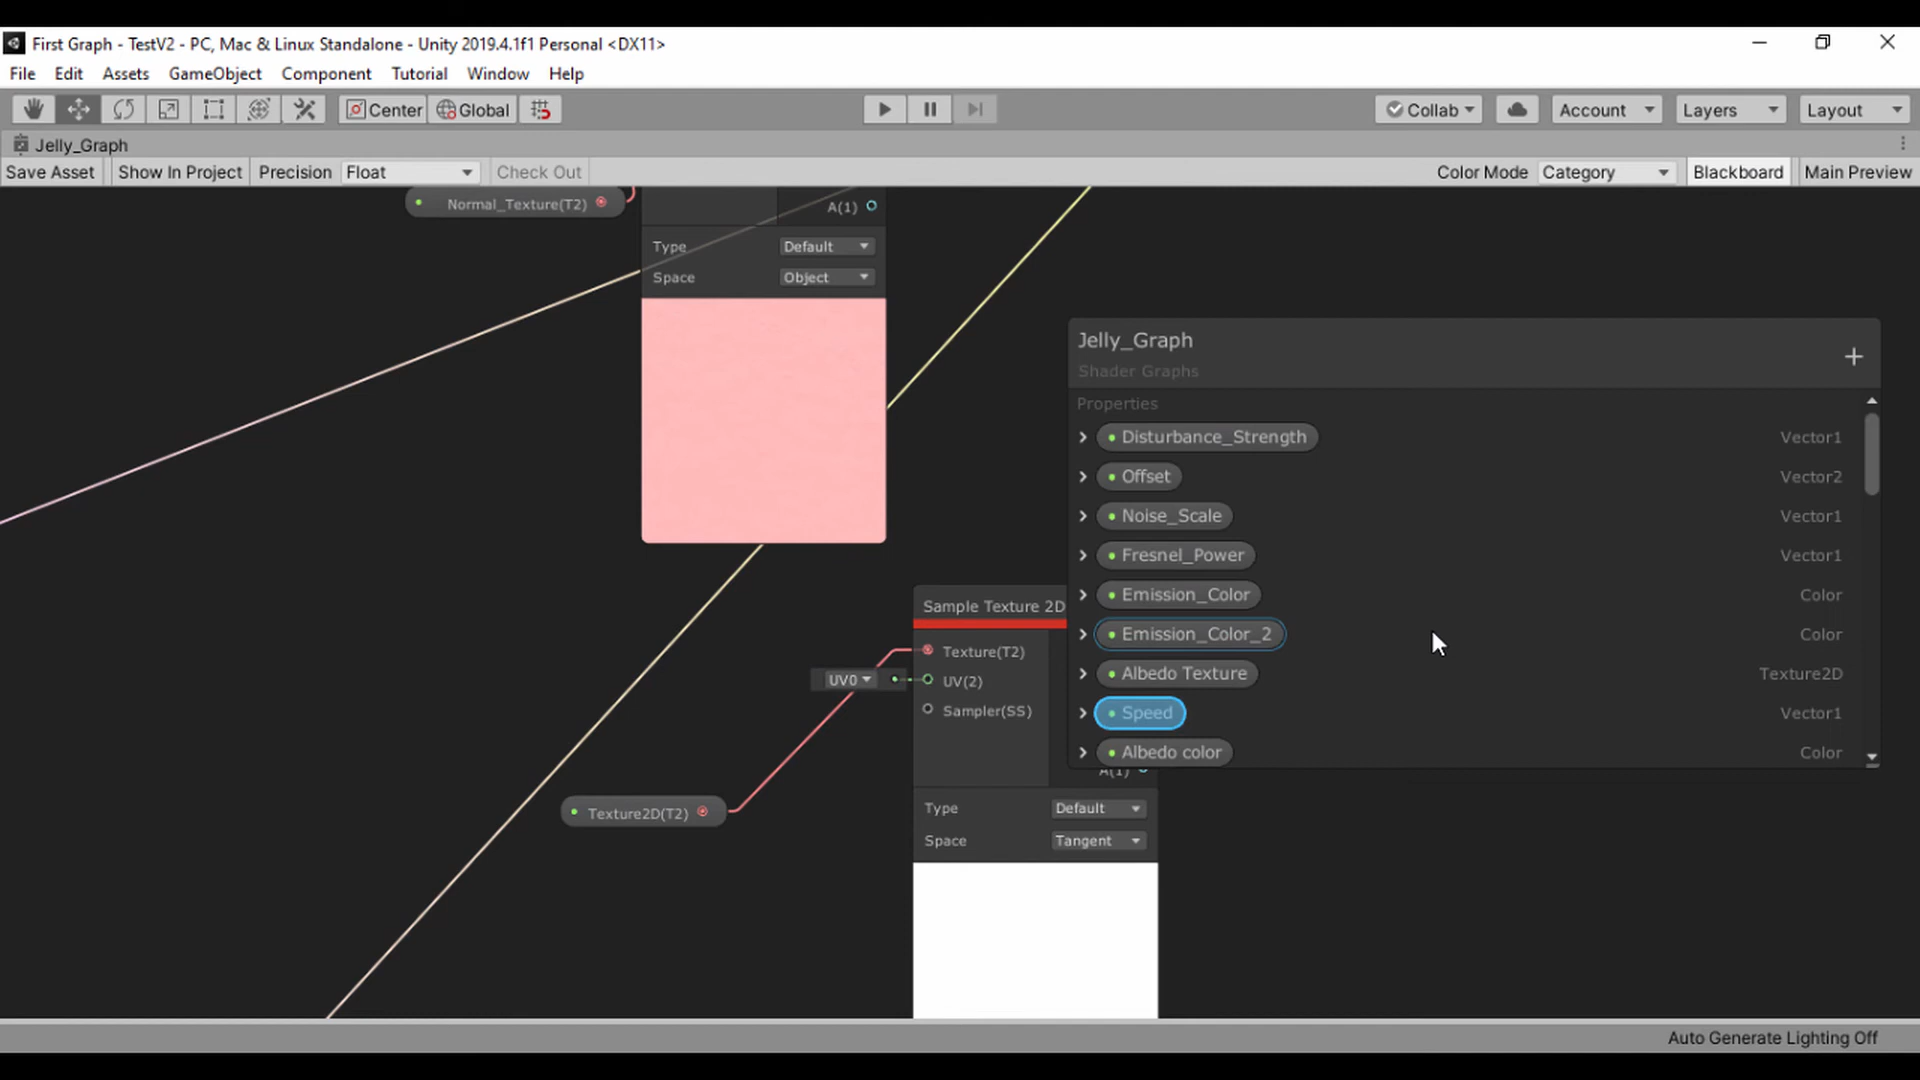 First Graph - TestV2 - PC, Mac & Linux Standalone - Unity 2019.4.1f1 Personal <DX11>
File Edit Assets GameObject Component Tutorial Window Help
Center Global Collab Account Layers Layout
Jelly_Graph
Save Asset Show In Project Precision Float Check Out Color Mode Category Blackboard Main Preview
Normal_Texture(T2)
A(1)
Type Default
Space Object
Jelly_Graph
Shader Graphs
Properties
Disturbance_Strength Vector1
Offset Vector2
Noise_Scale Vector1
Fresnel_Power Vector1
Emission_Color Color
Emission_Color_2 Color
Albedo Texture Texture2D
Speed Vector1
Albedo color Color
Sample Texture 2D
Texture(T2)
UV0 UV(2)
Sampler(SS)
A(1)
Texture2D(T2)
Type Default
Space Tangent
Auto Generate Lighting Off